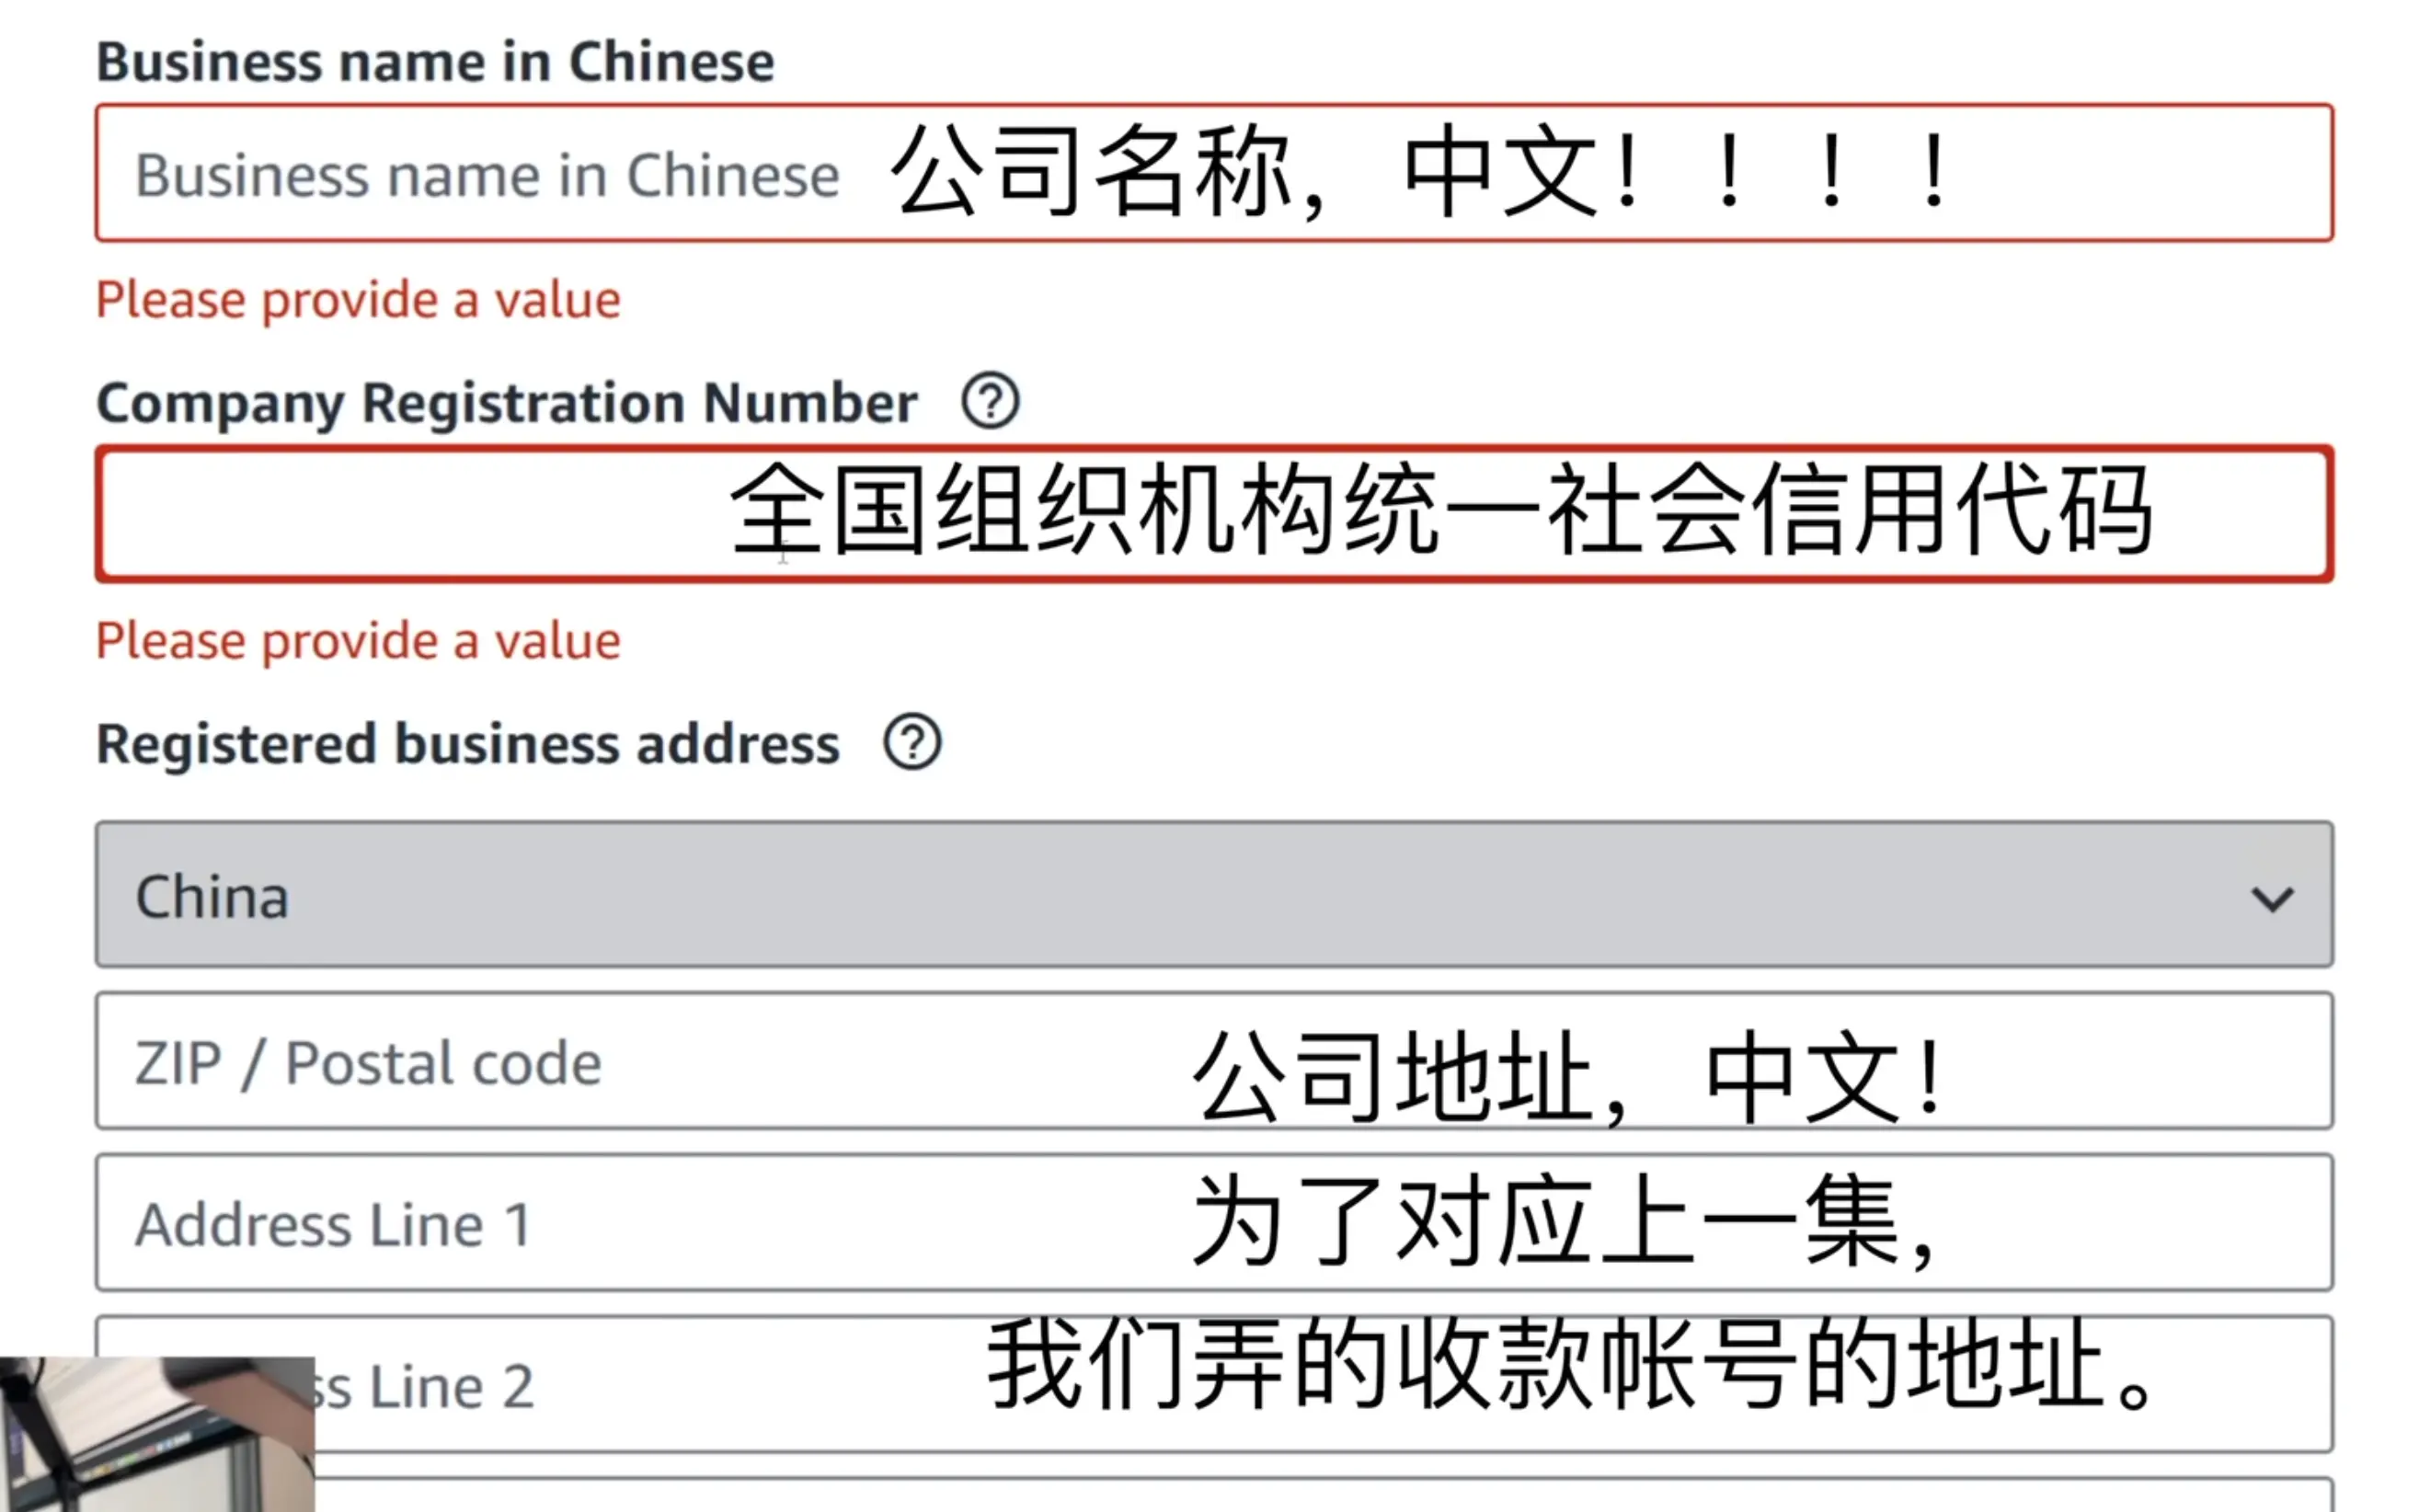 Business name in Chinese
Business name in Chinese 公司名称，中文！！！！
Please provide a value
Company Registration Number ?
全国组织机构统一社会信用代码
Please provide a value
Registered business address ?
China
ZIP / Postal code 公司地址，中文！
Address Line 1 为了对应上一集，
ss Line 2 我们弄的收款帐号的地址。